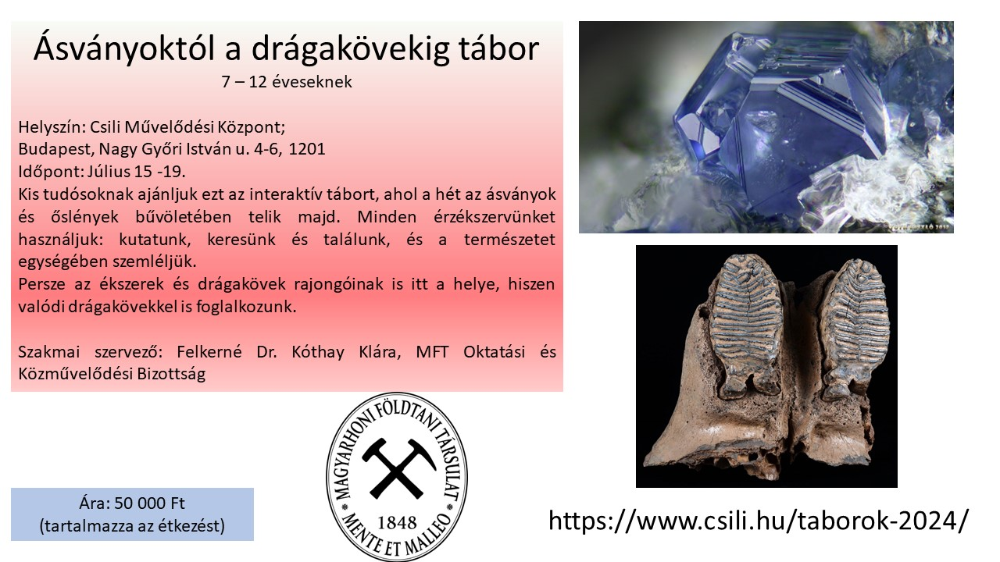 Ásványoktól a drágakövekig tábor
7 – 12 éveseknek
Helyszín: Csili Művelődési Központ;
Budapest, Nagy Győri István u. 4-6, 1201
Időpont: Július 15 -19.
Kis tudósoknak ajánljuk ezt az interaktív tábort, ahol a hét az ásványok
és őslények bűvöletében telik majd. Minden érzékszervünket
használjuk: kutatunk, keresünk és találunk, és a természetet
egységében szemléljük.
Persze az ékszerek és drágakövek rajongóinak is itt a helye, hiszen
valódi drágakövekkel is foglalkozunk.
Szakmai szervező: Felkerné Dr. Kóthay Klára, MFT Oktatási és
Közművelődési Bizottság
MAGYARHONI FÖLDTANI TÁRSULAT
1848
MENTE ET MALLEO
Ára: 50 000 Ft
(tartalmazza az étkezést)
https://www.csili.hu/taborok-2024/